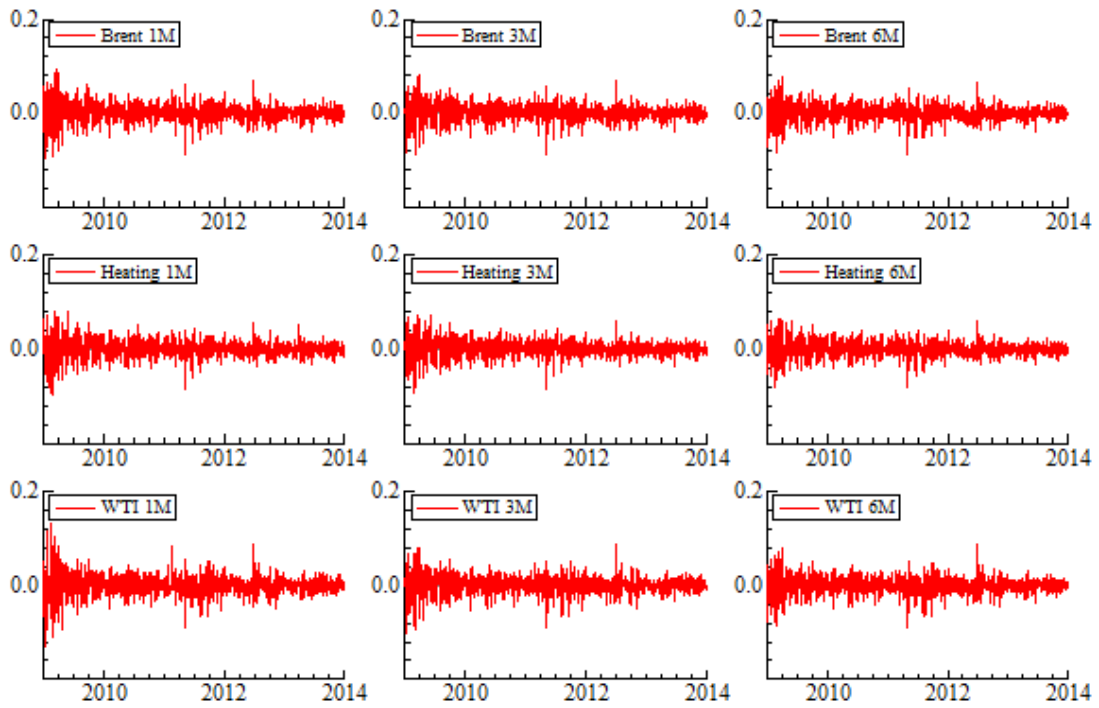 0.2 Brent 1M 0.2 Brent 3M 0.2 Brent 6M
0.0 0.0 0.0
2010 2012 2014 2010 2012 2014 2010 2012 2014
0.2 Heating 1M 0.2 Heating 3M 0.2 Heating 6M
0.0 0.0 0.0
2010 2012 2014 2010 2012 2014 2010 2012 2014
0.2 WTI 1M 0.2 WTI 3M 0.2 WTI 6M
0.0 0.0 0.0
2010 2012 2014 2010 2012 2014 2010 2012 2014